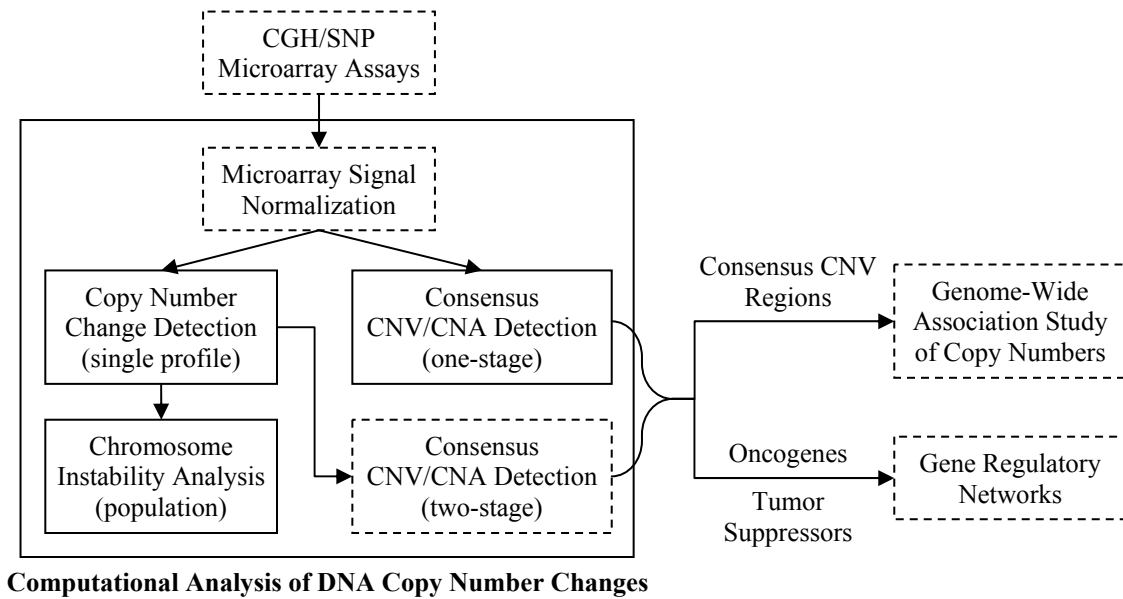 CGH/SNP
Microarray Assays
Microarray Signal
Normalization
Copy Number
Change Detection
(single profile)
Consensus
CNV/CNA Detection
(one-stage)
Chromosome
Instability Analysis
(population)
Consensus
CNV/CNA Detection
(two-stage)
Consensus CNV
Regions
Genome-Wide
Association Study
of Copy Numbers
Oncogenes
Tumor
Suppressors
Gene Regulatory
Networks
Computational Analysis of DNA Copy Number Changes